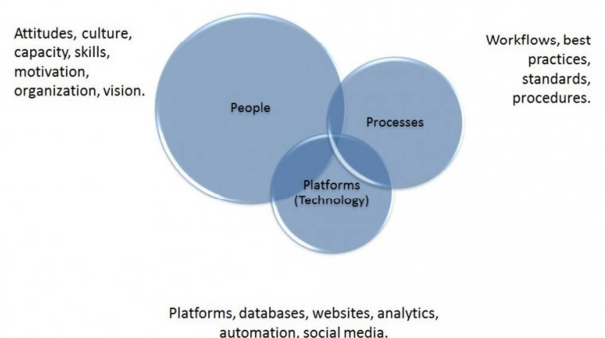 Attitudes, culture,
capacity, skills,
motivation,
organization, vision.
Workflows, best
practices,
standards,
procedures.
People
Processes
Platforms
(Technology)
Platforms, databases, websites, analytics,
automation, social media.